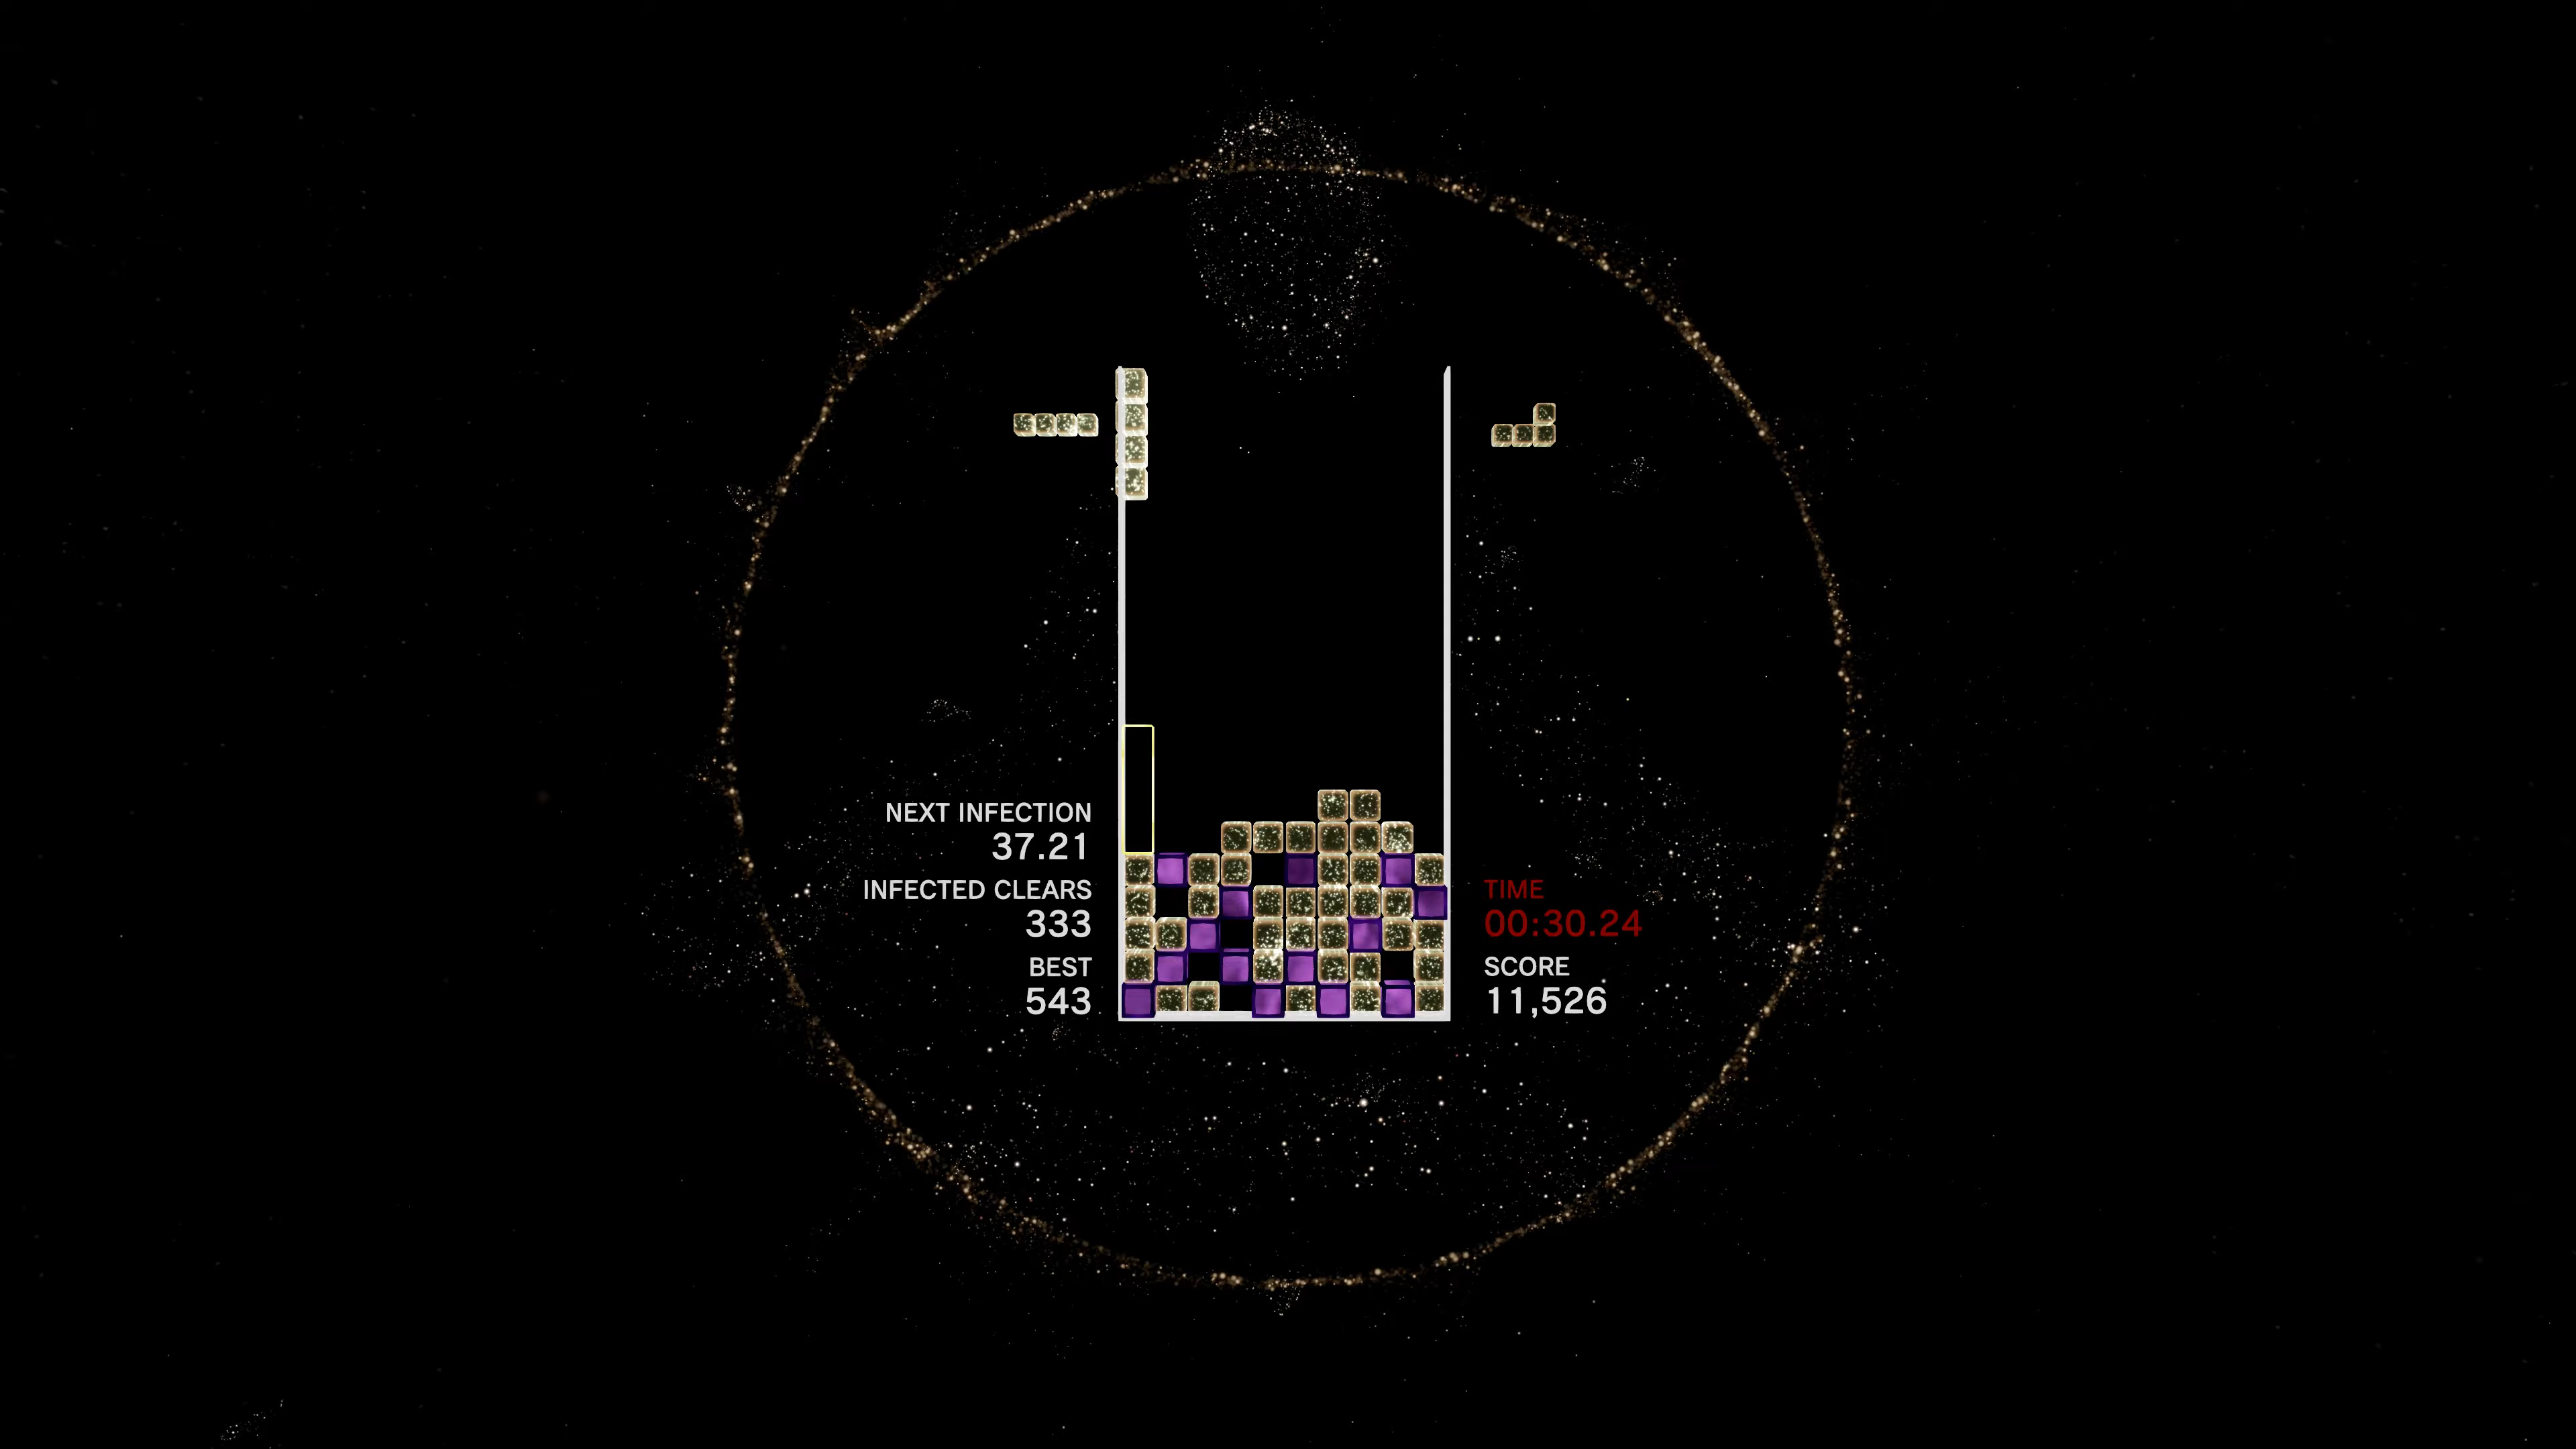 NEXT INFECTION
37.21
INFECTED CLEARS
333
BEST
543
TIME
00:30.24
SCORE
11,526